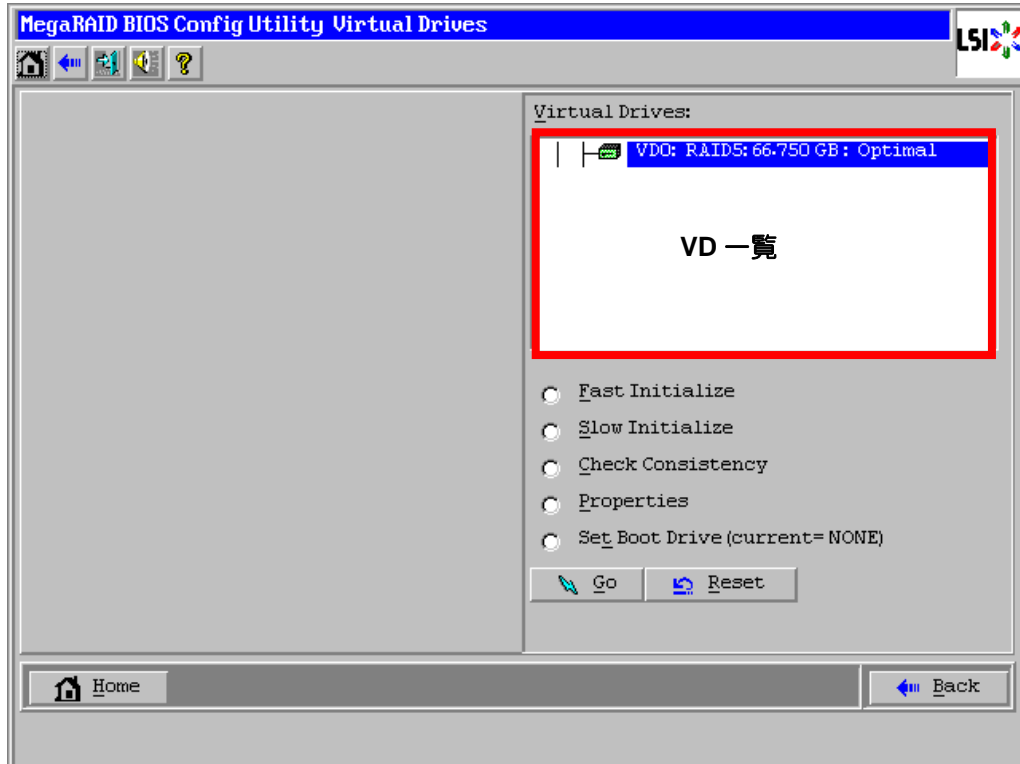 MegaRAID BIOS Config Utility Virtual Drives
LSI
Virtual Drives:
VD0: RAID5: 66.750 GB: Optimal
VD 一覧
Fast Initialize
Slow Initialize
Check Consistency
Properties
Set Boot Drive (current= NONE)
Go Reset
Home Back